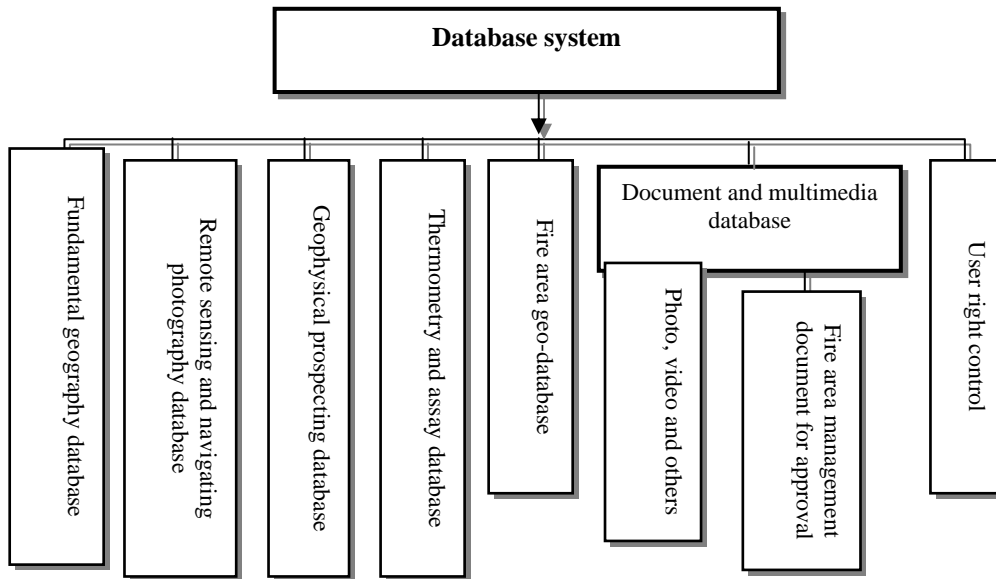 Database system
Fundamental geography database
Remote sensing and navigating
photography database
Geophysical prospecting database
Thermometry and assay database
Fire area geo-database
Document and multimedia
database
Photo, video and others
Fire area management
document for approval
User right control